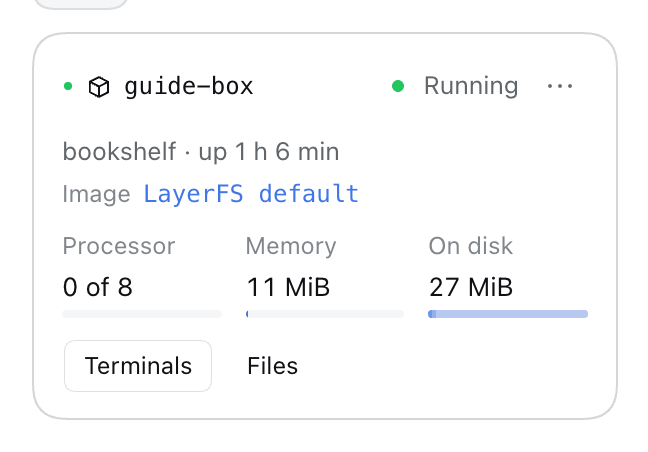 guide-box
Running
bookshelf · up 1 h 6 min
Image LayerFS default
Processor
Memory
On disk
0 of 8
11 MiB
27 MiB
Terminals
Files